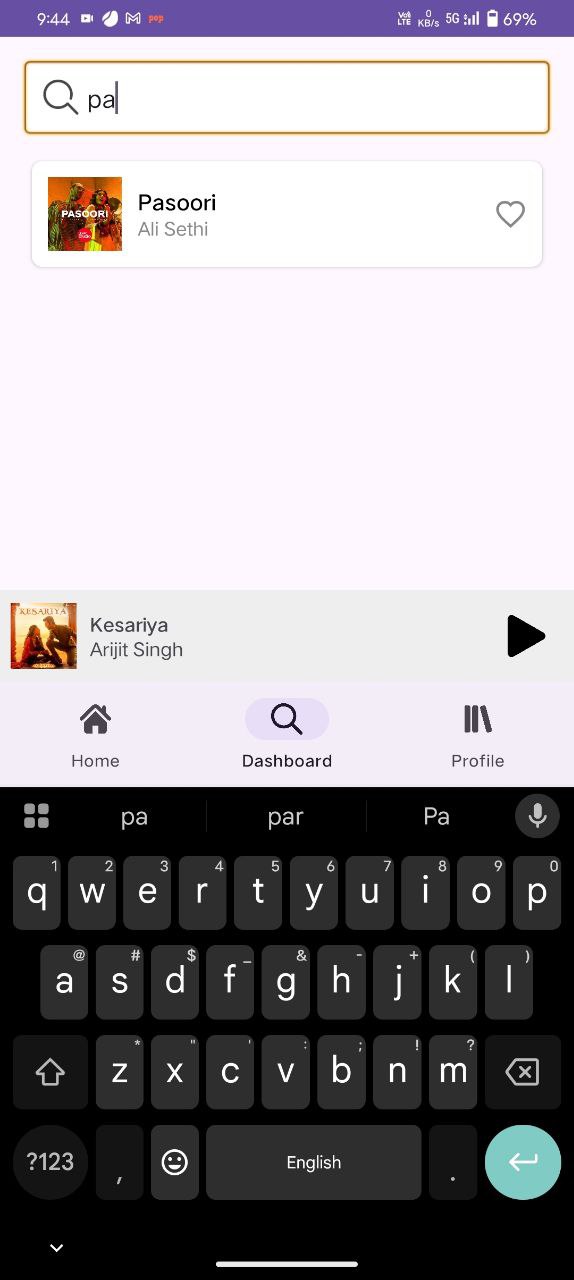 9:44 pop Vo) LTE 0 KB/s 5G 69%
pa
PASOORI
Pasoori
Ali Sethi
KESARIYA
Kesariya
Arijit Singh
Home Dashboard Profile
pa par Pa
1 2 3 4 5 6 7 8 9 0
q w e r t y u i o p
@ # $ _ & - + ( )
a s d f g h j k l
* " ' : ; ! ?
z x c v b n m
?123 , English .